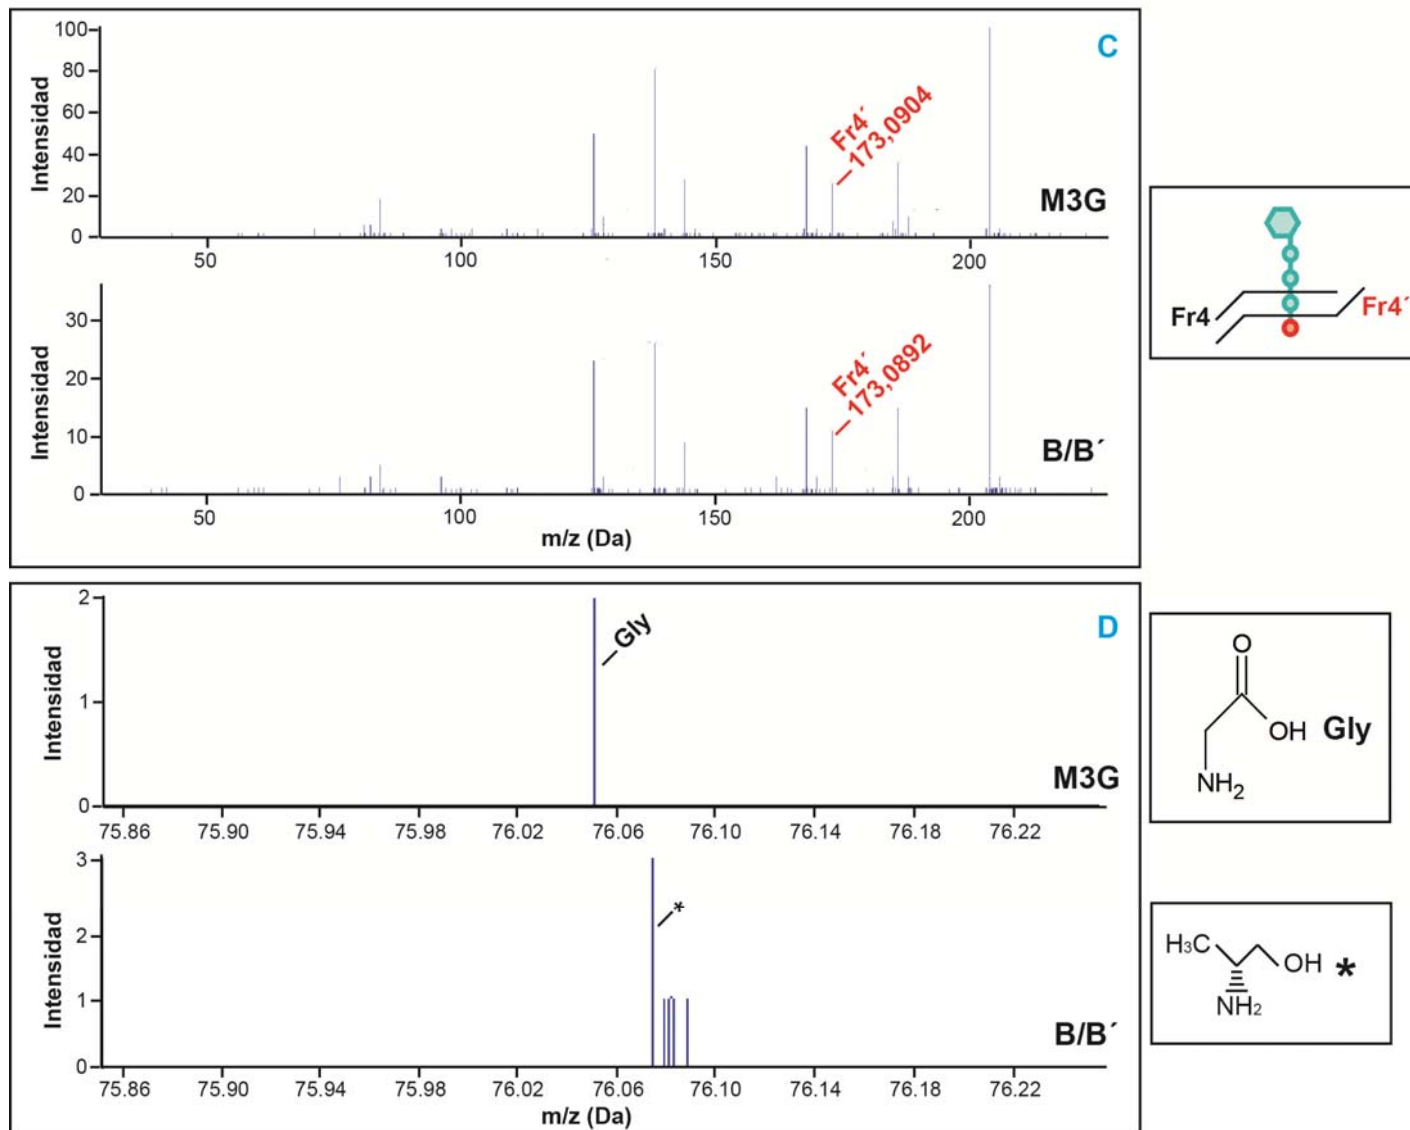 C
Intensidad
100
80
60
40
20
0
Fr4´
173,0904
M3G
50
100
150
200
Intensidad
30
20
10
0
Fr4´
173,0892
B/B´
50
100
150
200
m/z (Da)
Fr4
Fr4´
D
Intensidad
2
1
0
Gly
M3G
75.86 75.90 75.94 75.98 76.02 76.06 76.10 76.14 76.18 76.22
Intensidad
3
2
1
0
*
B/B´
75.86 75.90 75.94 75.98 76.02 76.06 76.10 76.14 76.18 76.22
m/z (Da)
O
OH Gly
NH2
H3C
OH *
NH2